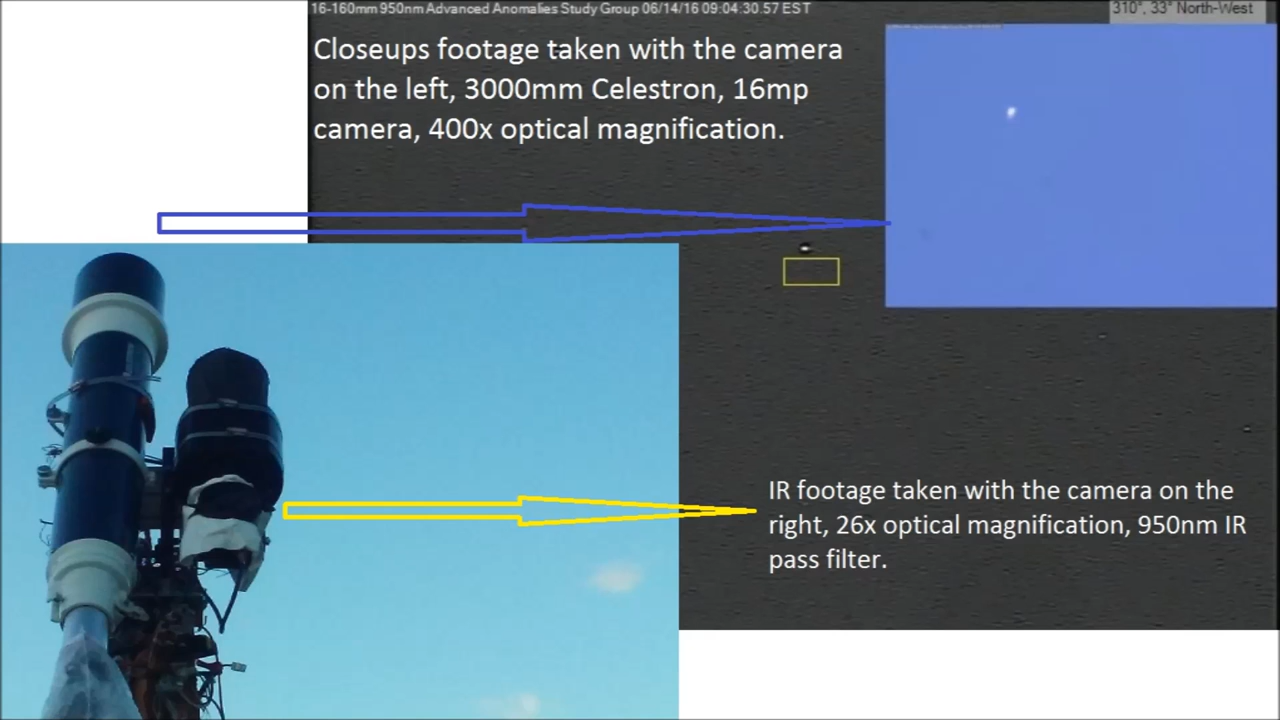 16-160mm 950nm Advanced Anomalies Study Group 06/14/16 09:04:30.57 EST
310°, 33° North-West
Closeups footage taken with the camera
on the left, 3000mm Celestron, 16mp
camera, 400x optical magnification.
IR footage taken with the camera on the
right, 26x optical magnification, 950nm IR
pass filter.